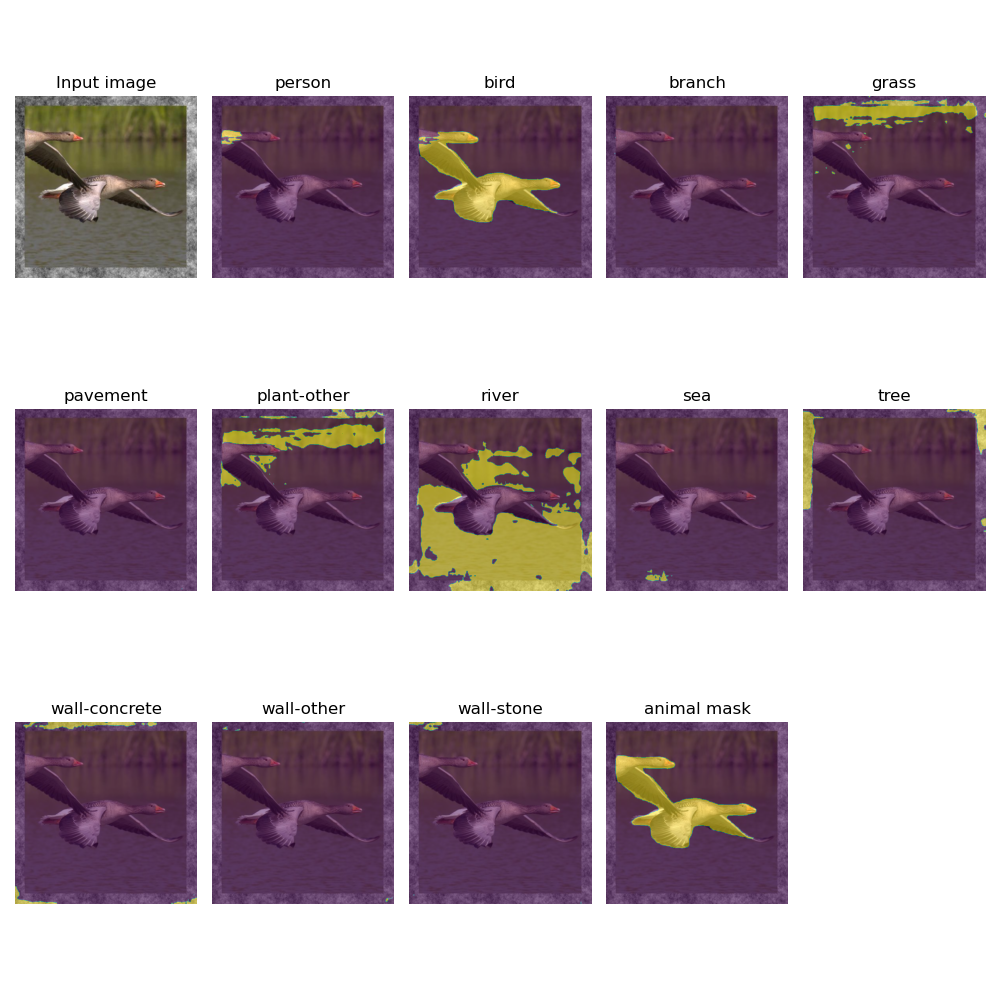 Input image
person
bird
branch
grass
pavement
plant-other
river
sea
tree
wall-concrete
wall-other
wall-stone
animal mask